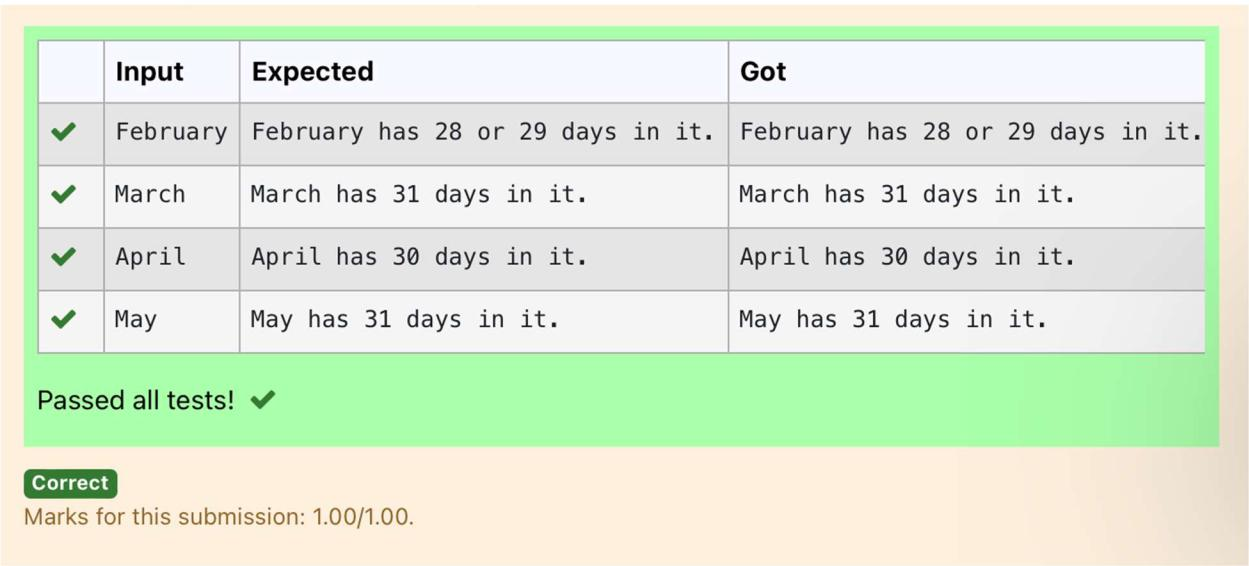 Input Expected Got
February February has 28 or 29 days in it. February has 28 or 29 days in it.
March March has 31 days in it. March has 31 days in it.
April April has 30 days in it. April has 30 days in it.
May May has 31 days in it. May has 31 days in it.
Passed all tests!
Correct
Marks for this submission: 1.00/1.00.